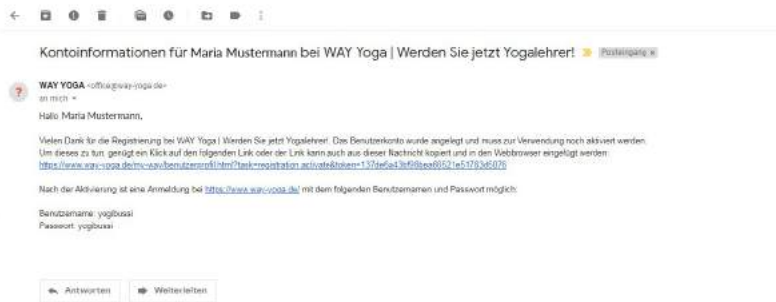 Kontoinformationen für Maria Mustermann bei WAY Yoga | Werden Sie jetzt Yogalehrer! Posteingang x
WAY YOGA <office@way-yoga.de>
an mich
Hallo Maria Mustermann,
Vielen Dank für die Registrierung bei WAY Yoga | Werden Sie jetzt Yogalehrer!. Das Benutzerkonto wurde angelegt und muss zur Verwendung noch aktiviert werden.
Um dieses zu tun, genügt ein Klick auf den folgenden Link oder der Link kann auch aus dieser Nachricht kopiert und in den Webbrowser eingefügt werden:
Nach der Aktivierung ist eine Anmeldung bei https://www.way-yoga.de/ mit dem folgenden Benutzernamen und Passwort möglich:
Benutzername: yogibussi
Passwort: yogibussi
Antworten Weiterleiten